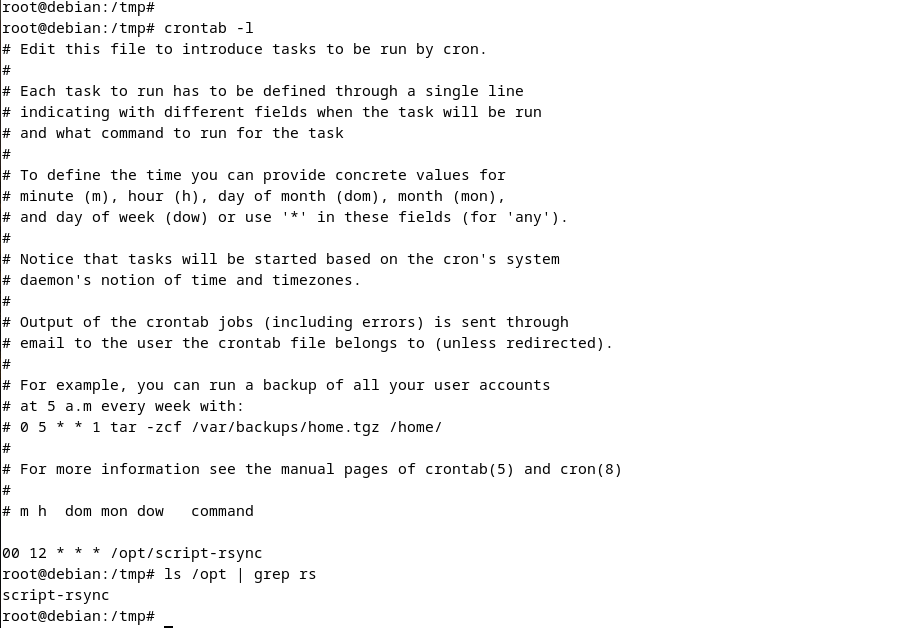 root@debian:/tmp#
root@debian:/tmp# crontab -l
# Edit this file to introduce tasks to be run by cron.
#
# Each task to run has to be defined through a single line
# indicating with different fields when the task will be run
# and what command to run for the task
#
# To define the time you can provide concrete values for
# minute (m), hour (h), day of month (dom), month (mon),
# and day of week (dow) or use '*' in these fields (for 'any').
#
# Notice that tasks will be started based on the cron's system
# daemon's notion of time and timezones.
#
# Output of the crontab jobs (including errors) is sent through
# email to the user the crontab file belongs to (unless redirected).
#
# For example, you can run a backup of all your user accounts
# at 5 a.m every week with:
# 0 5 * * 1 tar -zcf /var/backups/home.tgz /home/
#
# For more information see the manual pages of crontab(5) and cron(8)
#
# m h  dom mon dow   command

00 12 * * * /opt/script-rsync
root@debian:/tmp# ls /opt | grep rs
script-rsync
root@debian:/tmp#